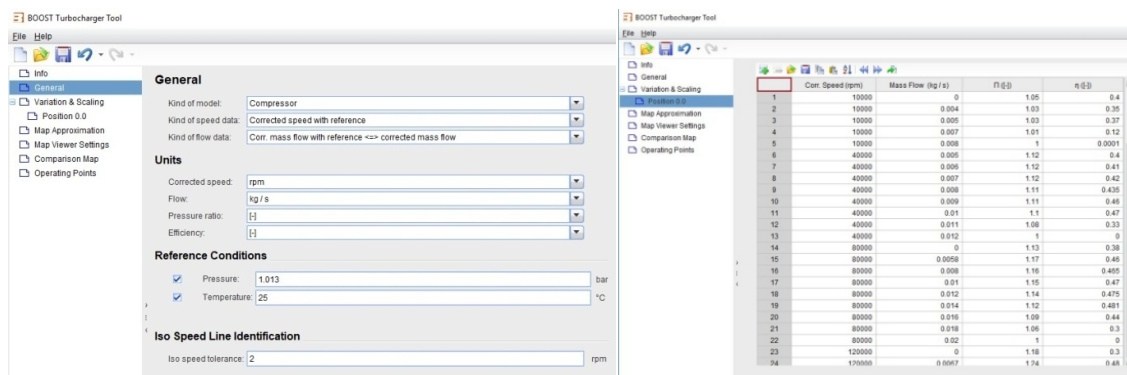 BOOST Turbocharger Tool
File Help
Info
General
Variation & Scaling
Position 0.0
Map Approximation
Map Viewer Settings
Comparison Map
Operating Points
General
Kind of model: Compressor
Kind of speed data: Corrected speed with reference
Kind of flow data: Corr. mass flow with reference <=> corrected mass flow
Units
Corrected speed: rpm
Flow: kg / s
Pressure ratio: [-]
Efficiency: [-]
Reference Conditions
Pressure: 1.013 bar
Temperature: 25 °C
Iso Speed Line Identification
Iso speed tolerance: 2 rpm
BOOST Turbocharger Tool
File Help
Info
General
Variation & Scaling
Position 0.0
Map Approximation
Map Viewer Settings
Comparison Map
Operating Points
Corr. Speed (rpm) Mass Flow (kg / s) Π ([-]) η ([-])
1 10000 0 1.05 0.4
2 10000 0.004 1.03 0.35
3 10000 0.005 1.03 0.37
4 10000 0.007 1.01 0.12
5 10000 0.008 1 0.0001
6 40000 0.005 1.12 0.4
7 40000 0.006 1.12 0.41
8 40000 0.007 1.12 0.42
9 40000 0.008 1.11 0.435
10 40000 0.009 1.11 0.46
11 40000 0.01 1.1 0.47
12 40000 0.011 1.08 0.33
13 40000 0.012 1 0
14 80000 0 1.13 0.38
15 80000 0.0058 1.17 0.46
16 80000 0.008 1.16 0.465
17 80000 0.01 1.15 0.47
18 80000 0.012 1.14 0.475
19 80000 0.014 1.12 0.481
20 80000 0.016 1.09 0.44
21 80000 0.018 1.06 0.3
22 80000 0.02 1 0
23 120000 0 1.18 0.3
24 120000 0.0067 1.24 0.48